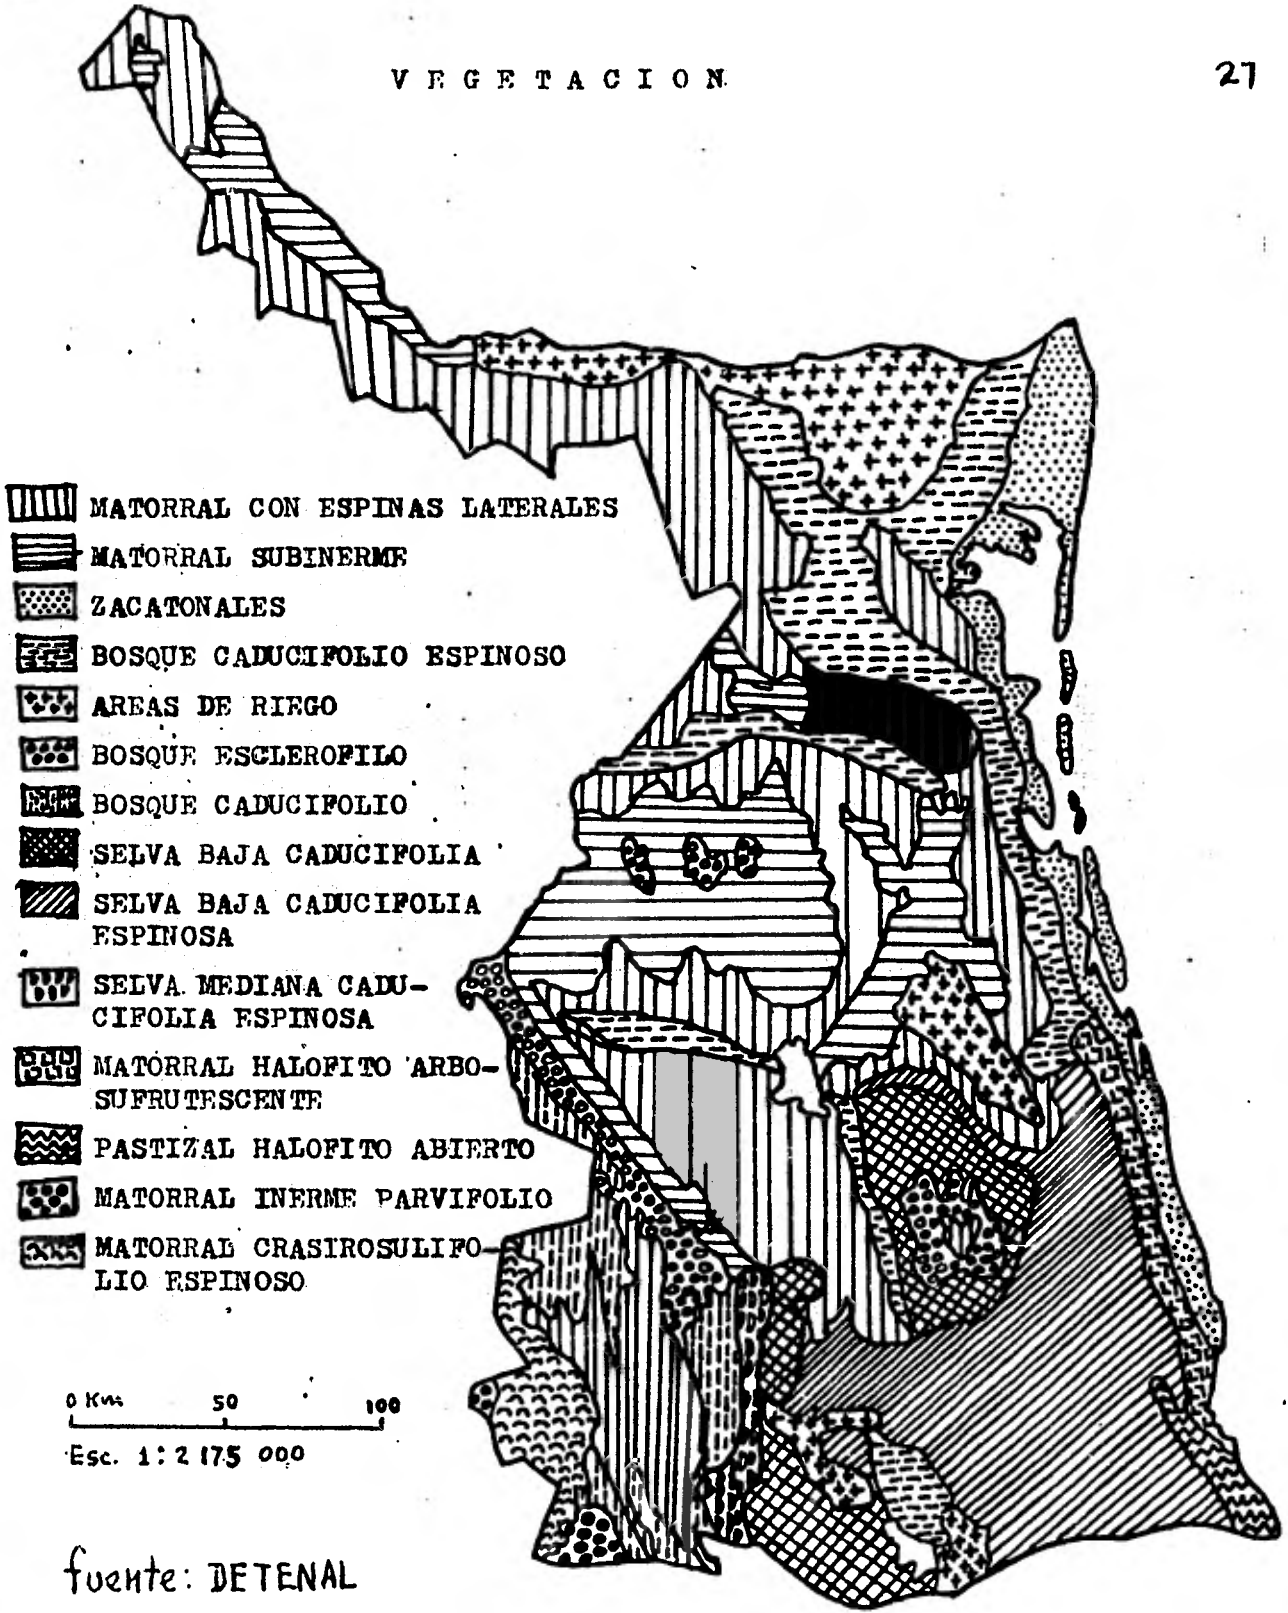 VEGETACION
27
MATORRAL CON ESPINAS LATERALES
MATORRAL SUBINERME
ZACATONALES
BOSQUE CADUCIFOLIO ESPINOSO
AREAS DE RIEGO
BOSQUE ESCLEROFILO
BOSQUE CADUCIFOLIO
SELVA BAJA CADUCIFOLIA
SELVA BAJA CADUCIFOLIA
ESPINOSA
SELVA MEDIANA CADU-
CIFOLIA ESPINOSA
MATORRAL HALOFITO ARBO-
SUFRUTESCENTE
PASTIZAL HALOFITO ABIERTO
MATORRAL INERME PARVIFOLIO
MATORRAL CRASIROSULIFO-
LIO ESPINOSO
0 Km 50 100
Esc. 1:2 175 000
fuente: DETENAL